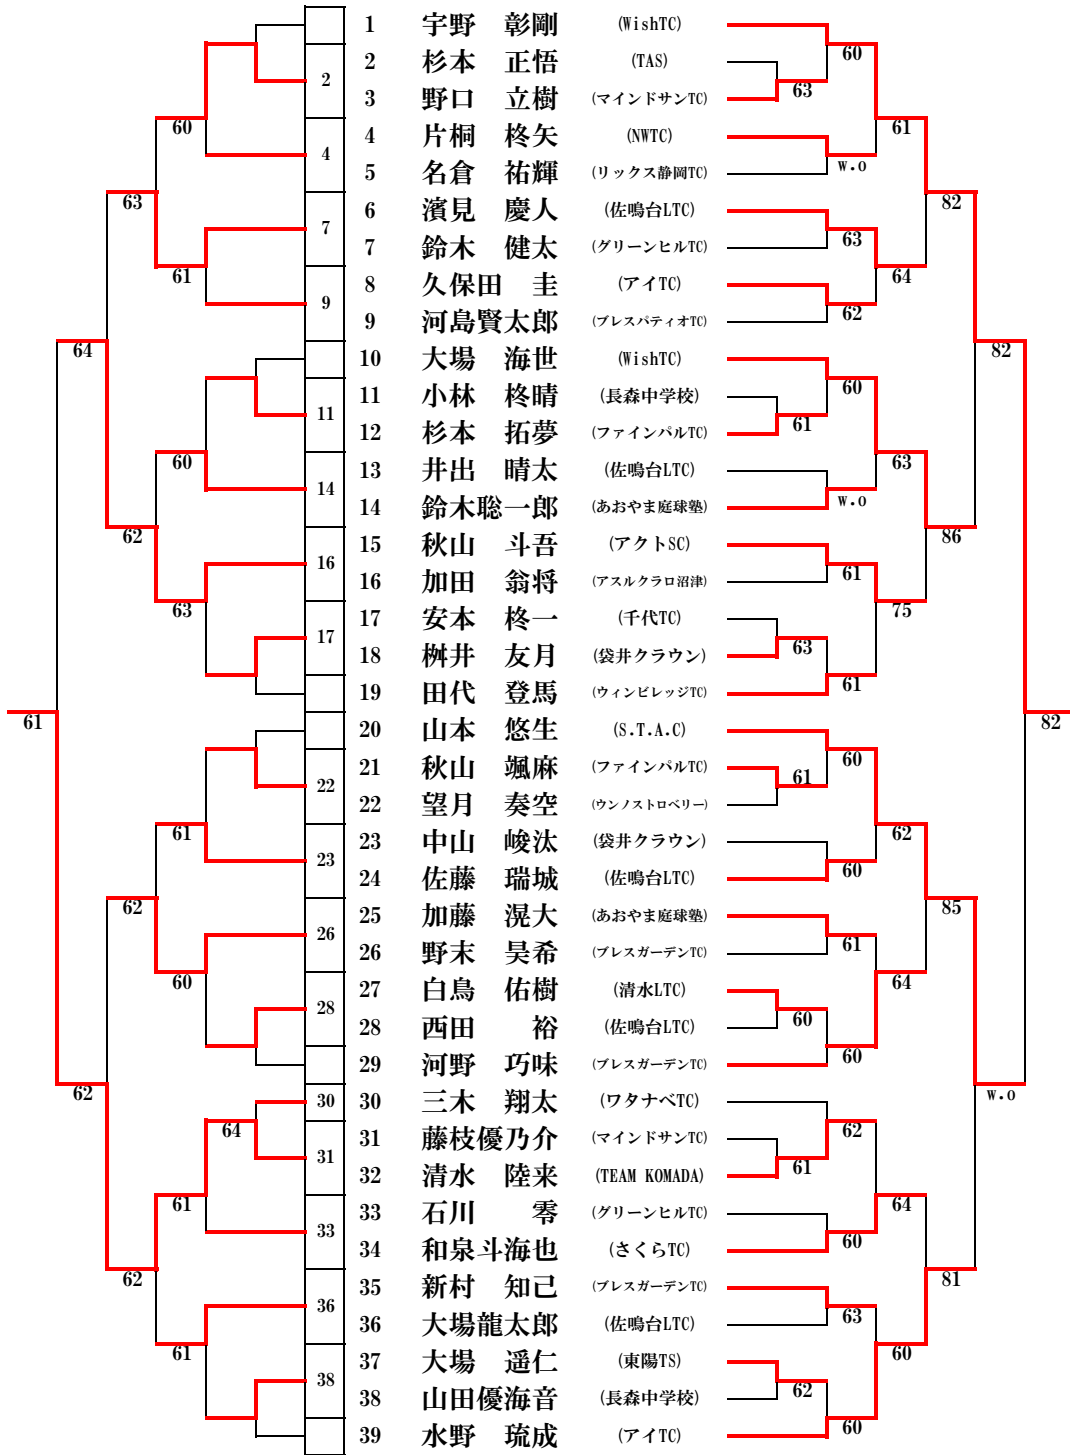 1 宇野 彰剛 (WishTC)
60
2 杉本 正悟 (TAS)
2
63
3 野口 立樹 (マインドサンTC)
60
61
4 片桐 柊矢 (NWTC)
4
w.o
5 名倉 祐輝 (リックス静岡TC)
63
82
6 濱見 慶人 (佐鳴台LTC)
7
63
7 鈴木 健太 (グリーンヒルTC)
61
64
8 久保田 圭 (アイTC)
9
62
9 河島賢太郎 (ブレスパティオTC)
64
82
10 大場 海世 (WishTC)
60
11 小林 柊晴 (長森中学校)
11
61
12 杉本 拓夢 (ファインパルTC)
60
63
13 井出 晴太 (佐鳴台LTC)
14
w.o
14 鈴木聡一郎 (あおやま庭球塾)
62
86
15 秋山 斗吾 (アクトSC)
16
61
16 加田 翁将 (アスルクラロ沼津)
63
75
17 安本 柊一 (千代TC)
17
63
18 桝井 友月 (袋井クラウン)
61
19 田代 登馬 (ウィンビレッジTC)
61
82
20 山本 悠生 (S.T.A.C)
60
21 秋山 颯麻 (ファインパルTC)
22
61
22 望月 奏空 (ウンノストロベリー)
61
62
23 中山 峻汰 (袋井クラウン)
23
60
24 佐藤 瑞城 (佐鳴台LTC)
62
85
25 加藤 滉大 (あおやま庭球塾)
26
61
26 野末 昊希 (ブレスガーデンTC)
60
64
27 白鳥 佑樹 (清水LTC)
28
60
28 西田 裕 (佐鳴台LTC)
60
29 河野 巧味 (ブレスガーデンTC)
62
w.o
30
30 三木 翔太 (ワタナベTC)
64
62
31 藤枝優乃介 (マインドサンTC)
31
61
32 清水 陸来 (TEAM KOMADA)
61
64
33 石川 零 (グリーンヒルTC)
33
60
34 和泉斗海也 (さくらTC)
62
81
35 新村 知己 (ブレスガーデンTC)
36
63
36 大場龍太郎 (佐鳴台LTC)
61
60
37 大場 遥仁 (東陽TS)
38
62
38 山田優海音 (長森中学校)
60
39 水野 琉成 (アイTC)